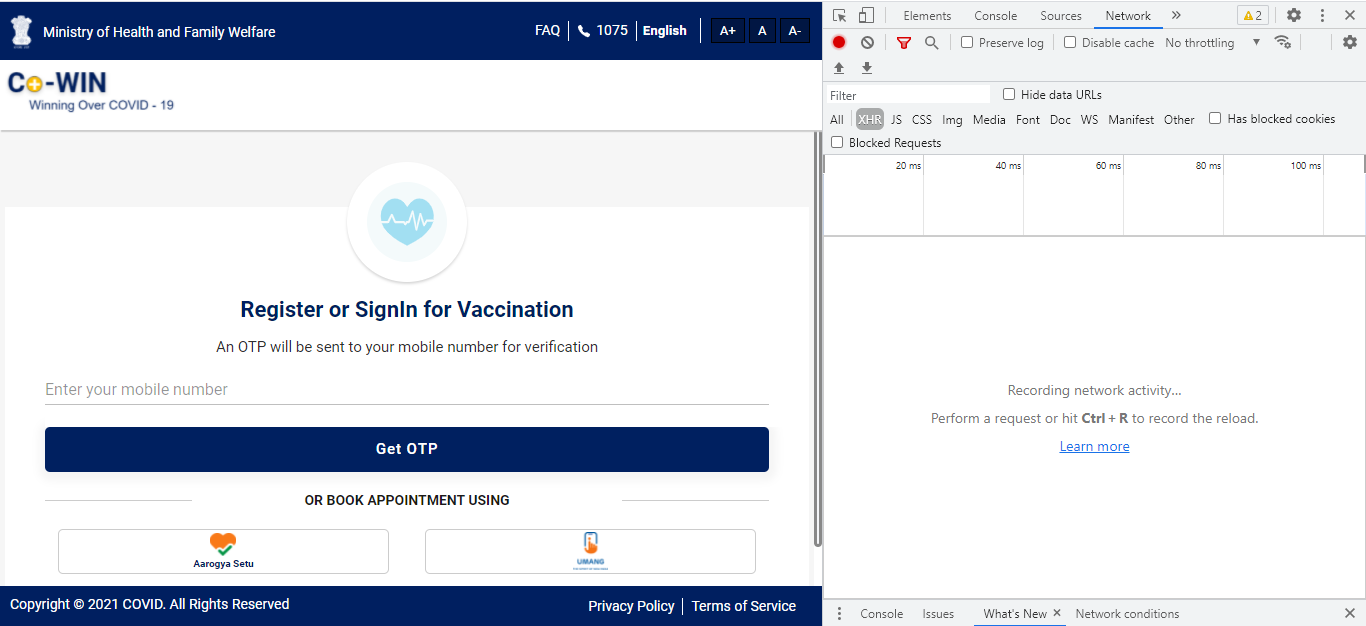 Ministry of Health and Family Welfare
FAQ 1075 English A+ A A-
Co-WIN
Winning Over COVID - 19
Register or SignIn for Vaccination
An OTP will be sent to your mobile number for verification
Enter your mobile number
Get OTP
OR BOOK APPOINTMENT USING
Aarogya Setu
UMANG
Copyright © 2021 COVID. All Rights Reserved
Privacy Policy Terms of Service
Elements Console Sources Network » 2
Preserve log Disable cache No throttling
Filter Hide data URLs
All XHR JS CSS Img Media Font Doc WS Manifest Other Has blocked cookies
Blocked Requests
20 ms 40 ms 60 ms 80 ms 100 ms
Recording network activity…
Perform a request or hit Ctrl + R to record the reload.
Learn more
Console Issues What's New × Network conditions